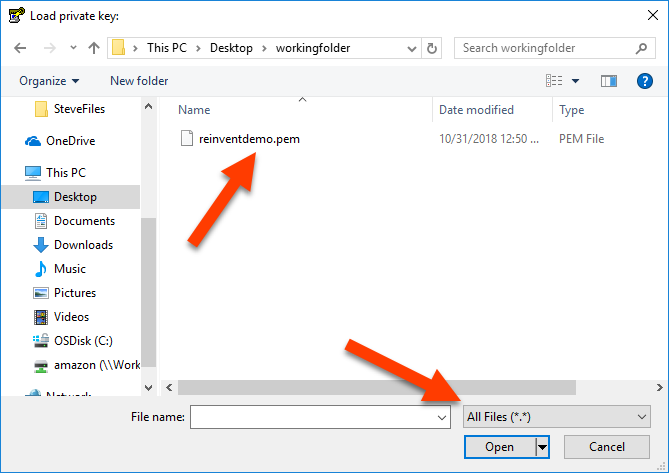 Load private key:
This PC > Desktop > workingfolder
Search workingfolder
Organize
New folder
Name
Date modified
Type
SteveFiles
OneDrive
This PC
Desktop
Documents
Downloads
Music
Pictures
Videos
OSDisk (C:)
amazon (\\Work
Network
reinventdemo.pem
10/31/2018 12:50 ...
PEM File
File name:
All Files (*.*)
Open
Cancel